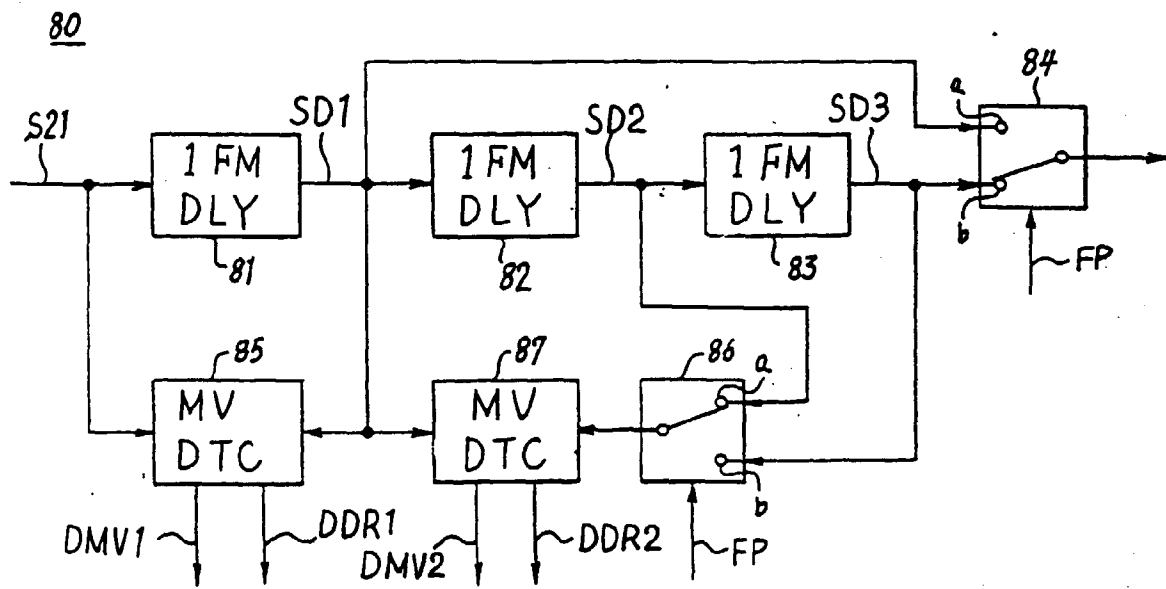 80
84
a
S21
SD1
SD2
SD3
1 FM
DLY
1 FM
DLY
1 FM
DLY
b
81
82
83
FP
85
87
86
a
MV
DTC
MV
DTC
b
DMV1
DDR1
DMV2
DDR2
FP